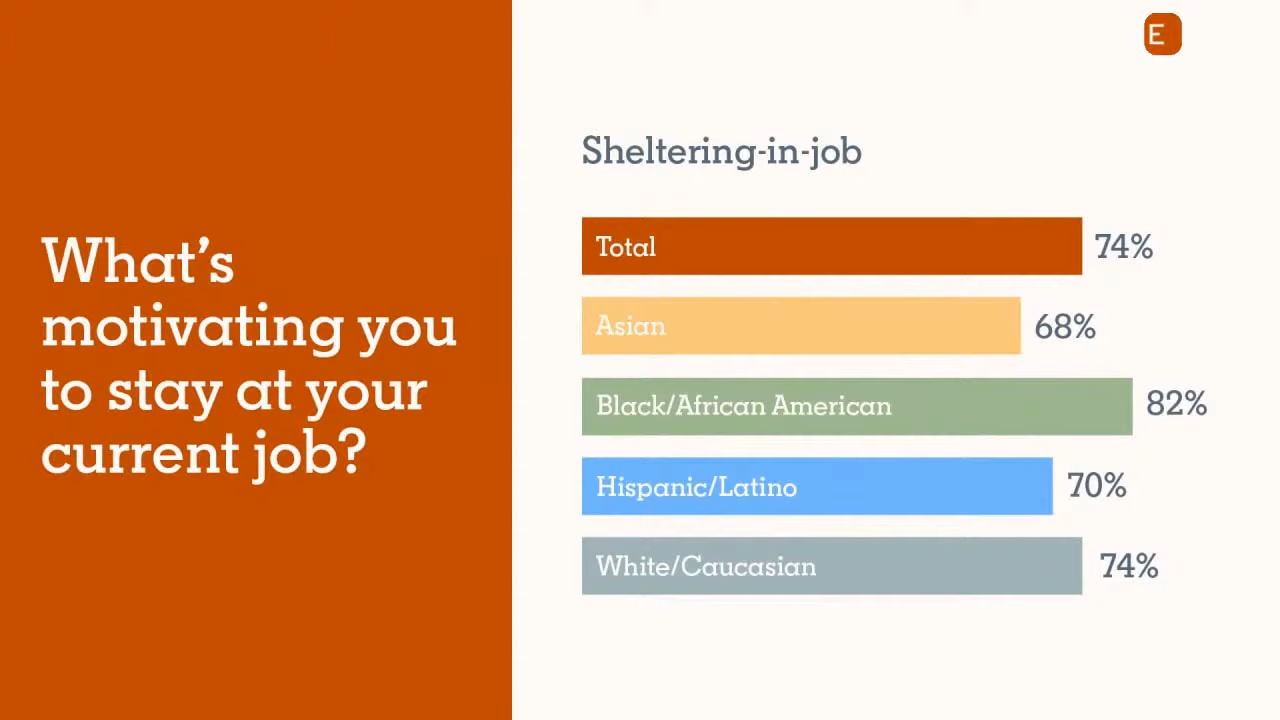 E
What's
motivating you
to stay at your
current job?
Sheltering-in-job
Total 74%
Asian 68%
Black/African American 82%
Hispanic/Latino 70%
White/Caucasian 74%